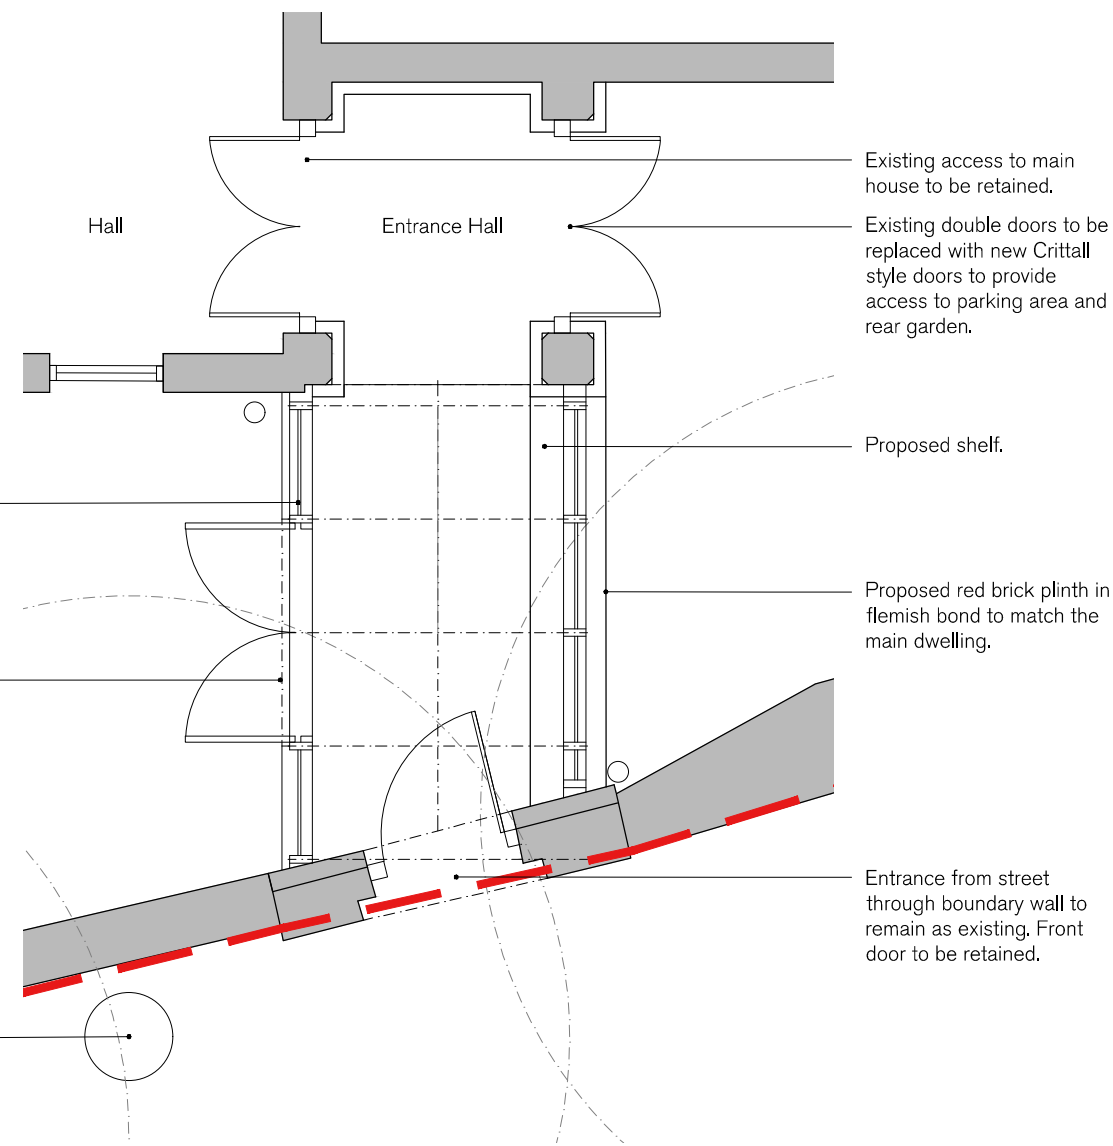 Existing access to main
house to be retained.
Hall
Entrance Hall
Existing double doors to be
replaced with new Crittall
style doors to provide
access to parking area and
rear garden.
Proposed shelf.
Proposed red brick plinth in
flemish bond to match the
main dwelling.
Entrance from street
through boundary wall to
remain as existing. Front
door to be retained.